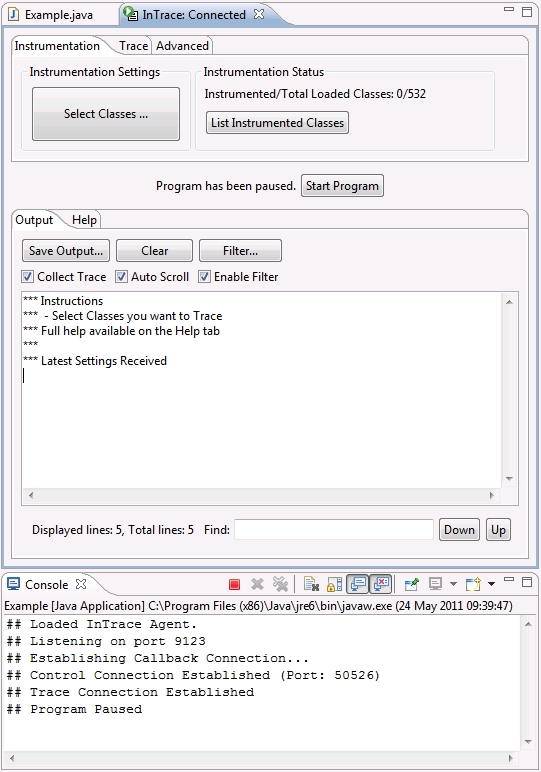 Example.java
InTrace: Connected
Instrumentation Trace Advanced
Instrumentation Settings
Select Classes ...
Instrumentation Status
Instrumented/Total Loaded Classes: 0/532
List Instrumented Classes
Program has been paused. Start Program
Output Help
Save Output... Clear Filter...
Collect Trace Auto Scroll Enable Filter
*** Instructions
*** - Select Classes you want to Trace
*** Full help available on the Help tab
***
*** Latest Settings Received
Displayed lines: 5, Total lines: 5 Find: Down Up
Console
Example [Java Application] C:\Program Files (x86)\Java\jre6\bin\javaw.exe (24 May 2011 09:39:47)
## Loaded InTrace Agent.
## Listening on port 9123
## Establishing Callback Connection...
## Control Connection Established (Port: 50526)
## Trace Connection Established
## Program Paused